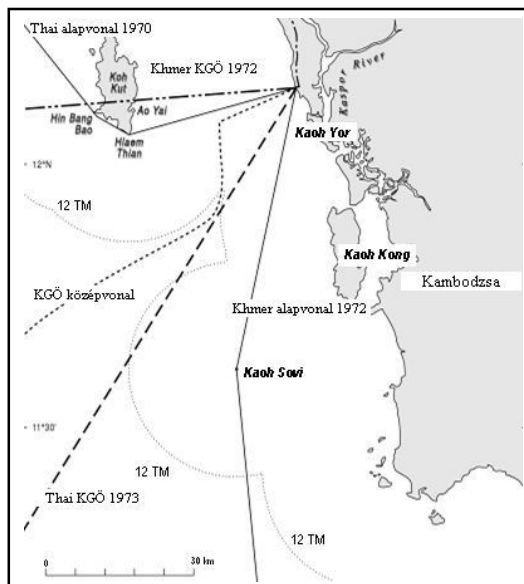 Thai alapvonal 1970
Khmer KGÖ 1972
Koh
Kut
Ao Yai
Hin Bang
Bao
Hlaem
Thian
Kaspor River
Kaoh Yor
12°N
12 TM
Kaoh Kong
Kambodzsa
KGÖ középvonal
Khmer alapvonal 1972
Kaoh Sovi
11°30'
12 TM
Thai KGÖ 1973
12 TM
0
30 km